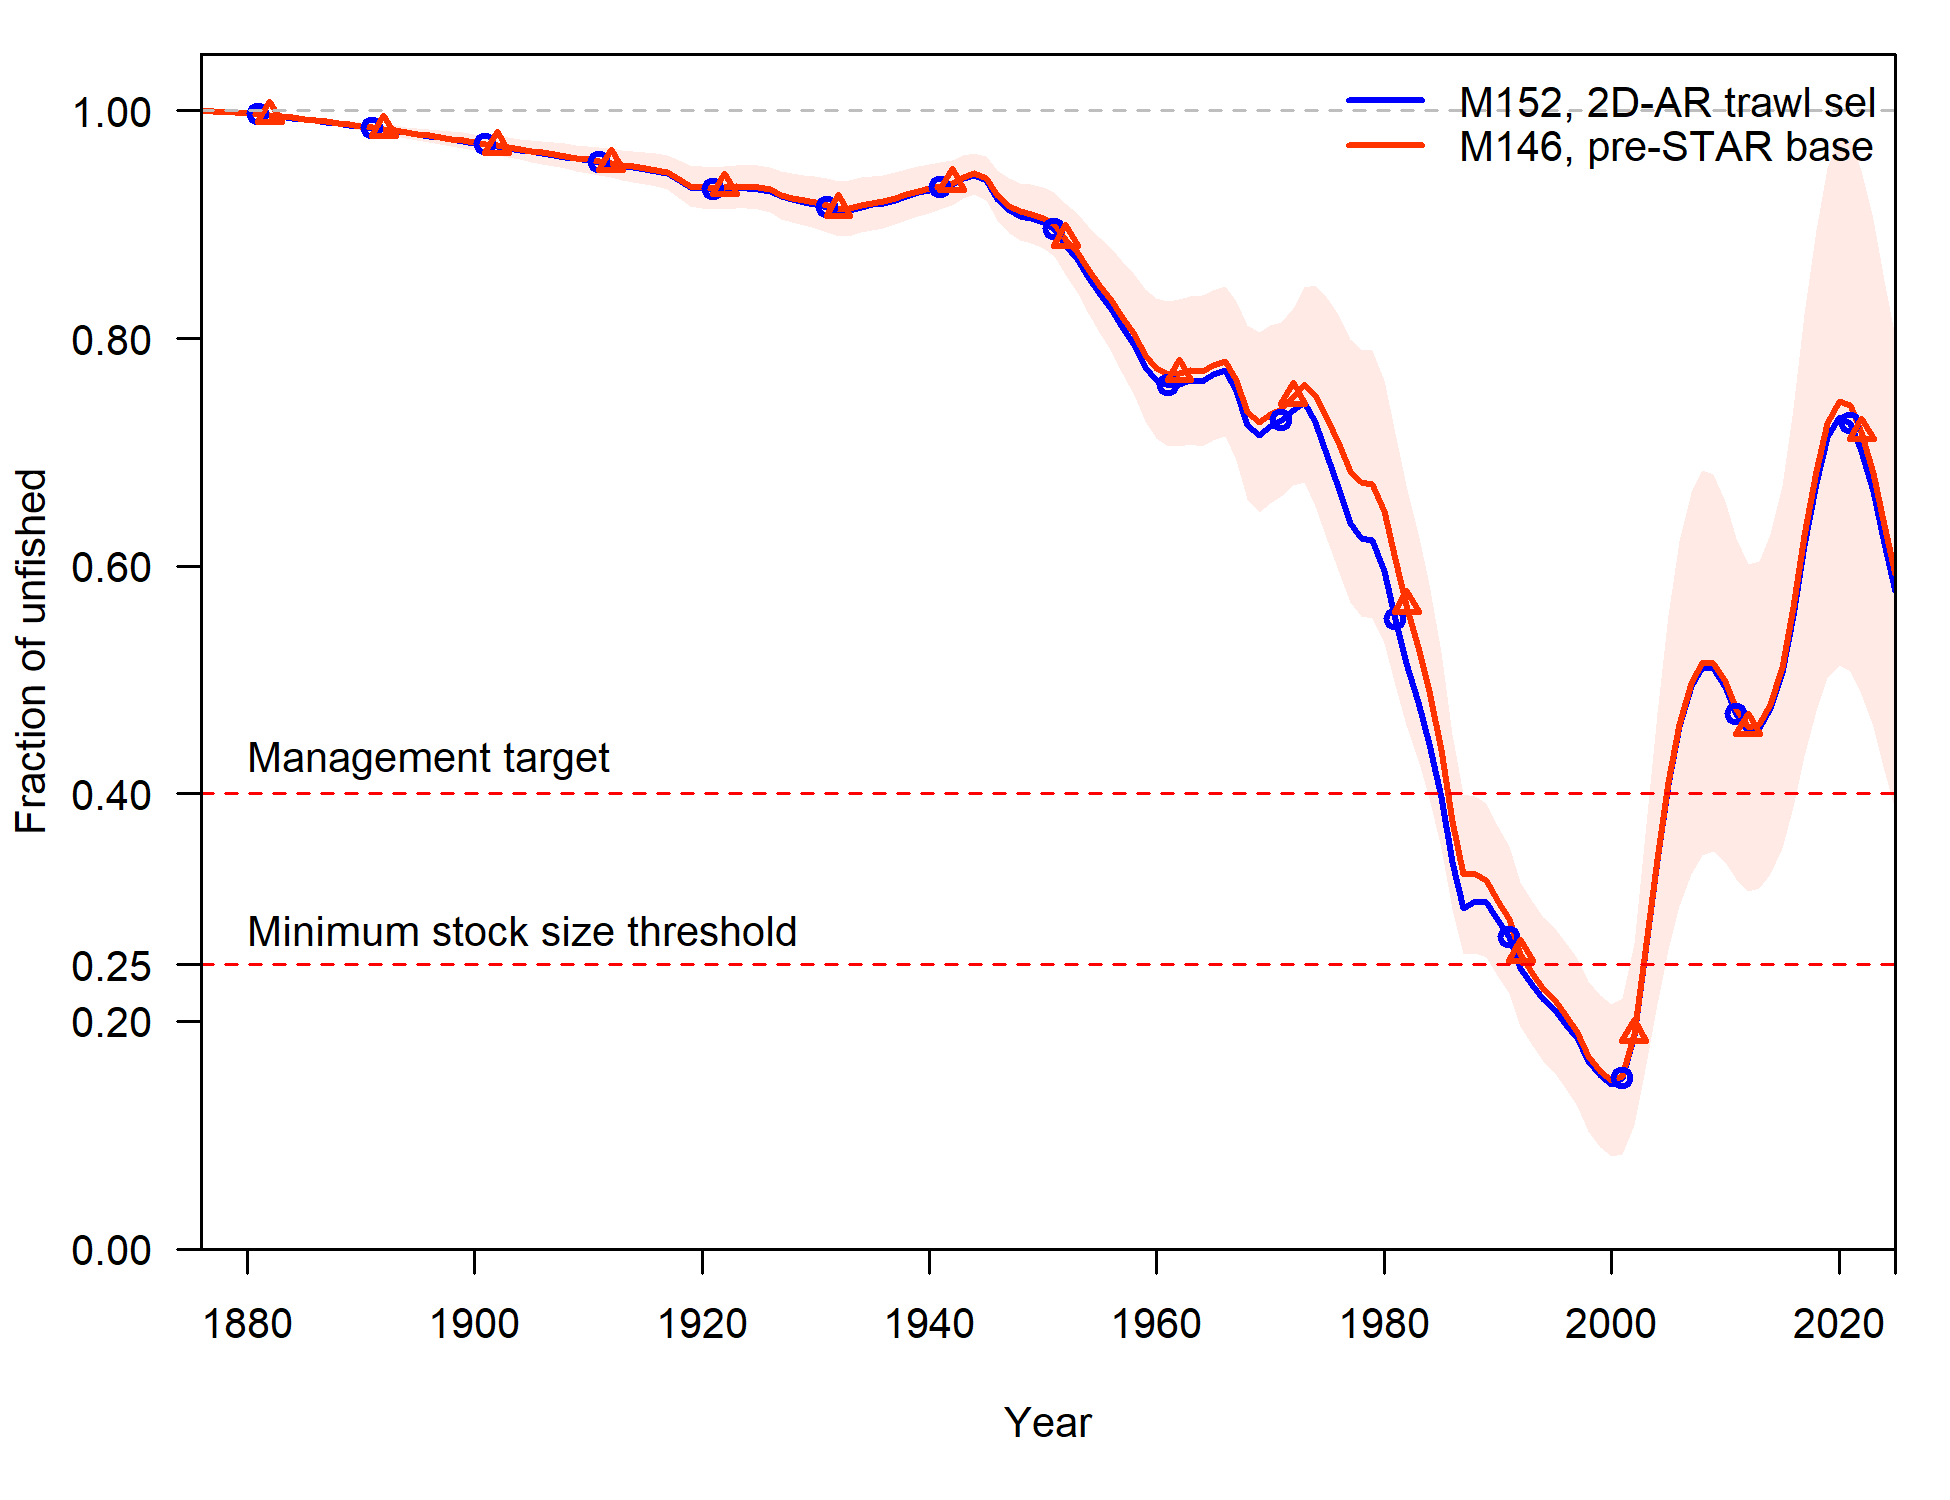 M152, 2D-AR trawl sel
M146, pre-STAR base
1.00
0.80
0.60
0.40
0.25
0.20
0.00
Fraction of unfished
Management target
Minimum stock size threshold
1880 1900 1920 1940 1960 1980 2000 2020
Year